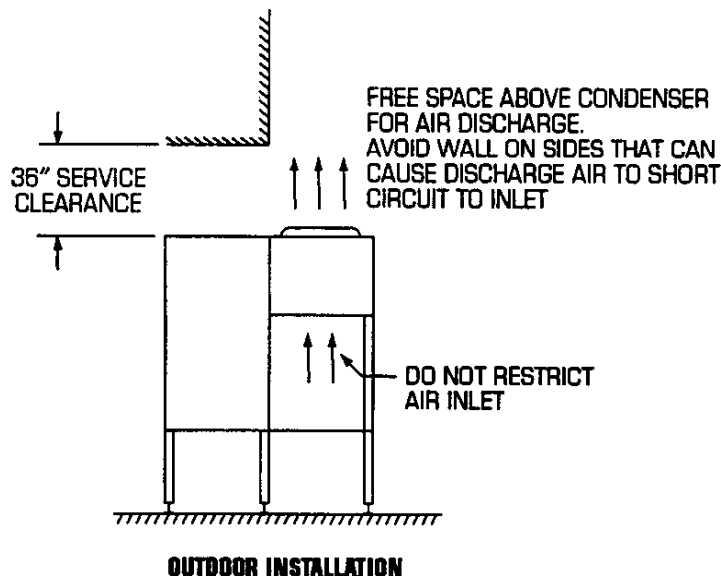 FREE SPACE ABOVE CONDENSER
FOR AIR DISCHARGE.
AVOID WALL ON SIDES THAT CAN
CAUSE DISCHARGE AIR TO SHORT
CIRCUIT TO INLET
36" SERVICE
CLEARANCE
DO NOT RESTRICT
AIR INLET
OUTDOOR INSTALLATION